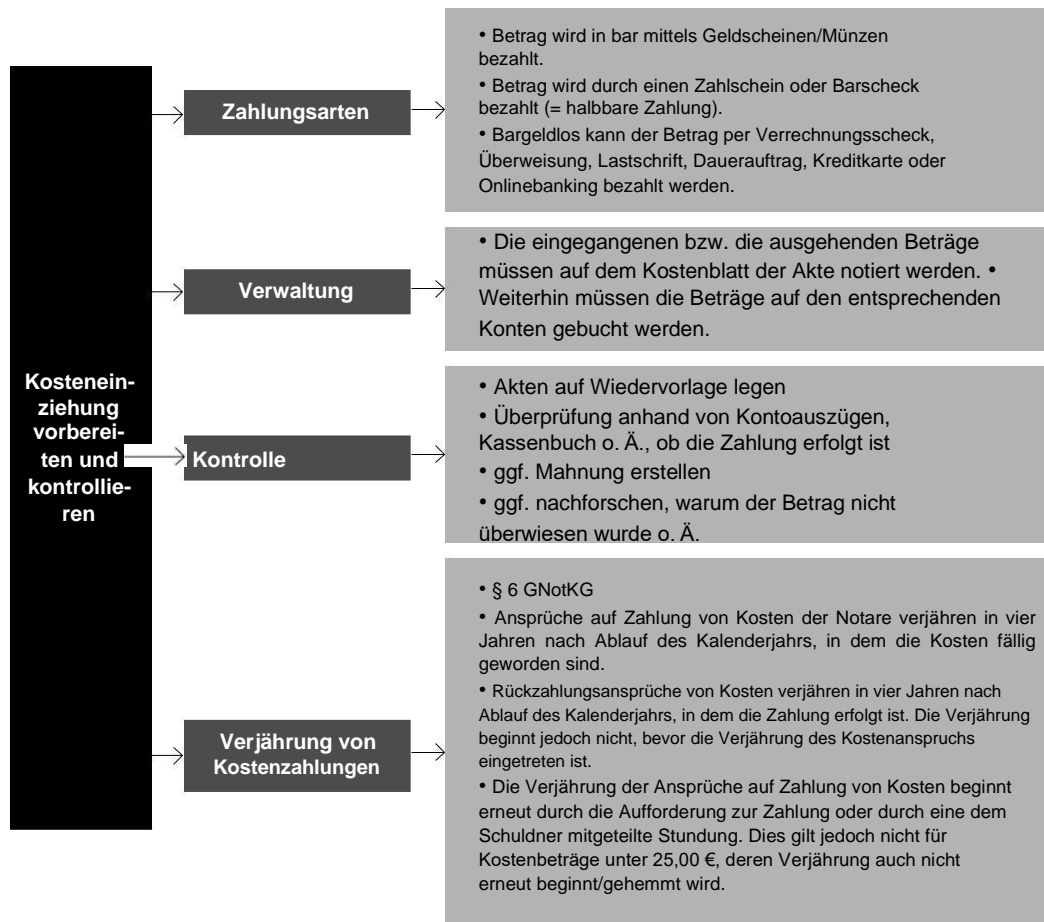 Kostenein-
ziehung
vorberei-
ten und
kontrollie-
ren
Zahlungsarten
• Betrag wird in bar mittels Geldscheinen/Münzen
bezahlt.
• Betrag wird durch einen Zahlschein oder Barscheck
bezahlt (= halbbare Zahlung).
• Bargeldlos kann der Betrag per Verrechnungsscheck,
Überweisung, Lastschrift, Dauerauftrag, Kreditkarte oder
Onlinebanking bezahlt werden.
Verwaltung
• Die eingegangenen bzw. die ausgehenden Beträge
müssen auf dem Kostenblatt der Akte notiert werden. •
Weiterhin müssen die Beträge auf den entsprechenden
Konten gebucht werden.
Kontrolle
• Akten auf Wiedervorlage legen
• Überprüfung anhand von Kontoauszügen,
Kassenbuch o. Ä., ob die Zahlung erfolgt ist
• ggf. Mahnung erstellen
• ggf. nachforschen, warum der Betrag nicht
überwiesen wurde o. Ä.
Verjährung von
Kostenzahlungen
• § 6 GNotKG
• Ansprüche auf Zahlung von Kosten der Notare verjähren in vier
Jahren nach Ablauf des Kalenderjahrs, in dem die Kosten fällig
geworden sind.
• Rückzahlungsansprüche von Kosten verjähren in vier Jahren nach
Ablauf des Kalenderjahrs, in dem die Zahlung erfolgt ist. Die Verjährung
beginnt jedoch nicht, bevor die Verjährung des Kostenanspruchs
eingetreten ist.
• Die Verjährung der Ansprüche auf Zahlung von Kosten beginnt
erneut durch die Aufforderung zur Zahlung oder durch eine dem
Schuldner mitgeteilte Stundung. Dies gilt jedoch nicht für
Kostenbeträge unter 25,00 €, deren Verjährung auch nicht
erneut beginnt/gehemmt wird.